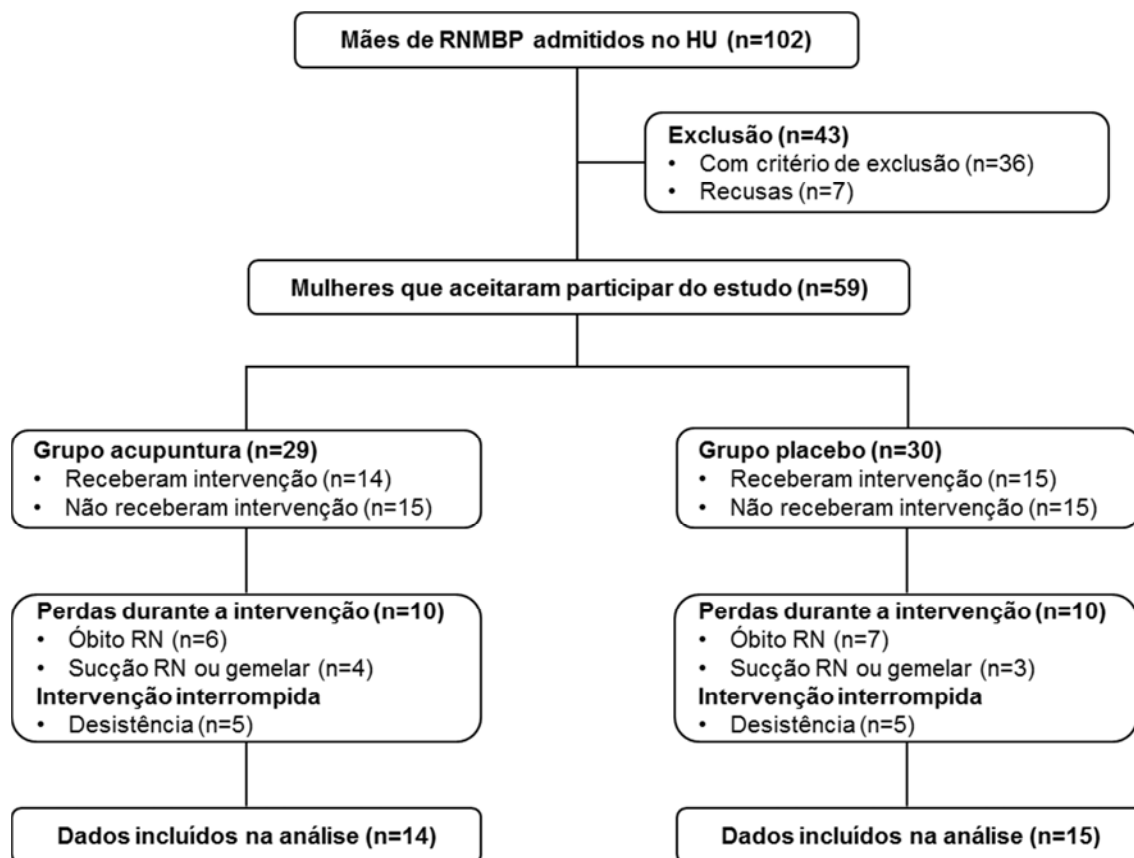 Mães de RNMBP admitidos no HU (n=102)
Exclusão (n=43)
• Com critério de exclusão (n=36)
• Recusas (n=7)
Mulheres que aceitaram participar do estudo (n=59)
Grupo acupuntura (n=29)
• Receberam intervenção (n=14)
• Não receberam intervenção (n=15)
Grupo placebo (n=30)
• Receberam intervenção (n=15)
• Não receberam intervenção (n=15)
Perdas durante a intervenção (n=10)
• Óbito RN (n=6)
• Sucção RN ou gemelar (n=4)
Intervenção interrompida
• Desistência (n=5)
Perdas durante a intervenção (n=10)
• Óbito RN (n=7)
• Sucção RN ou gemelar (n=3)
Intervenção interrompida
• Desistência (n=5)
Dados incluídos na análise (n=14)
Dados incluídos na análise (n=15)